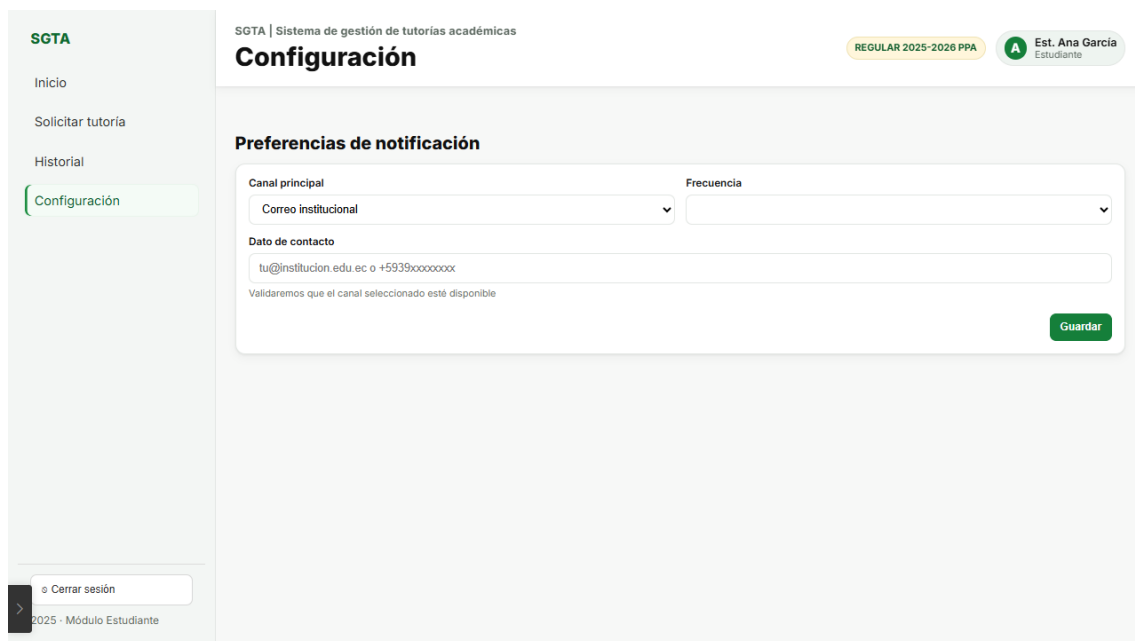 SGTA
Inicio
Solicitar tutoría
Historial
Configuración
Cerrar sesión
2025 · Módulo Estudiante
SGTA | Sistema de gestión de tutorías académicas
Configuración
REGULAR 2025-2026 PPA
A
Est. Ana García
Estudiante
Preferencias de notificación
Canal principal
Frecuencia
Correo institucional
Dato de contacto
tu@institucion.edu.ec o +5939xxxxxxxx
Validaremos que el canal seleccionado esté disponible
Guardar